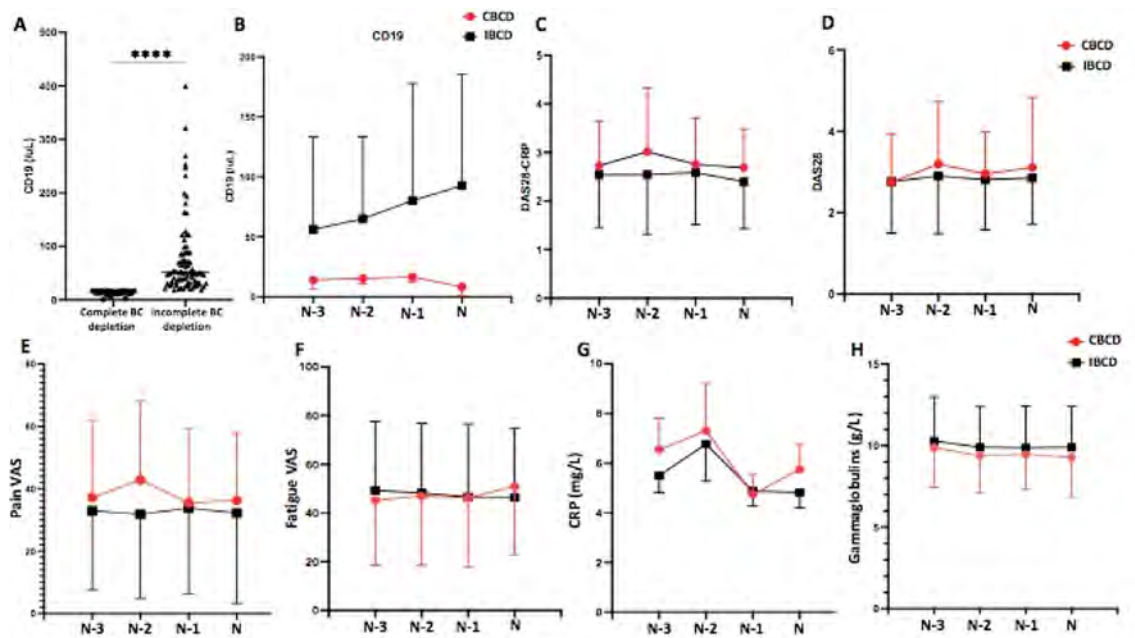 A
500
400
300
200
100
0
CD19 (/uL)
****
Complete BC
depletion
incomplete BC
depletion
B
CD19
CBCD
IBCD
200
150
100
50
0
CD19 (/uL)
N-3 N-2 N-1 N
C
5
4
3
2
1
0
DAS28-CRP
N-3 N-2 N-1 N
D
6
4
2
0
DAS28
CBCD
IBCD
N-3 N-2 N-1 N
E
80
60
40
20
0
Pain VAS
N-3 N-2 N-1 N
F
100
80
60
40
20
0
Fatigue VAS
N-3 N-2 N-1 N
G
10
8
6
4
2
0
CRP (mg/L)
N-3 N-2 N-1 N
H
CBCD
IBCD
15
10
5
0
Gammaglobulins (g/L)
N-3 N-2 N-1 N